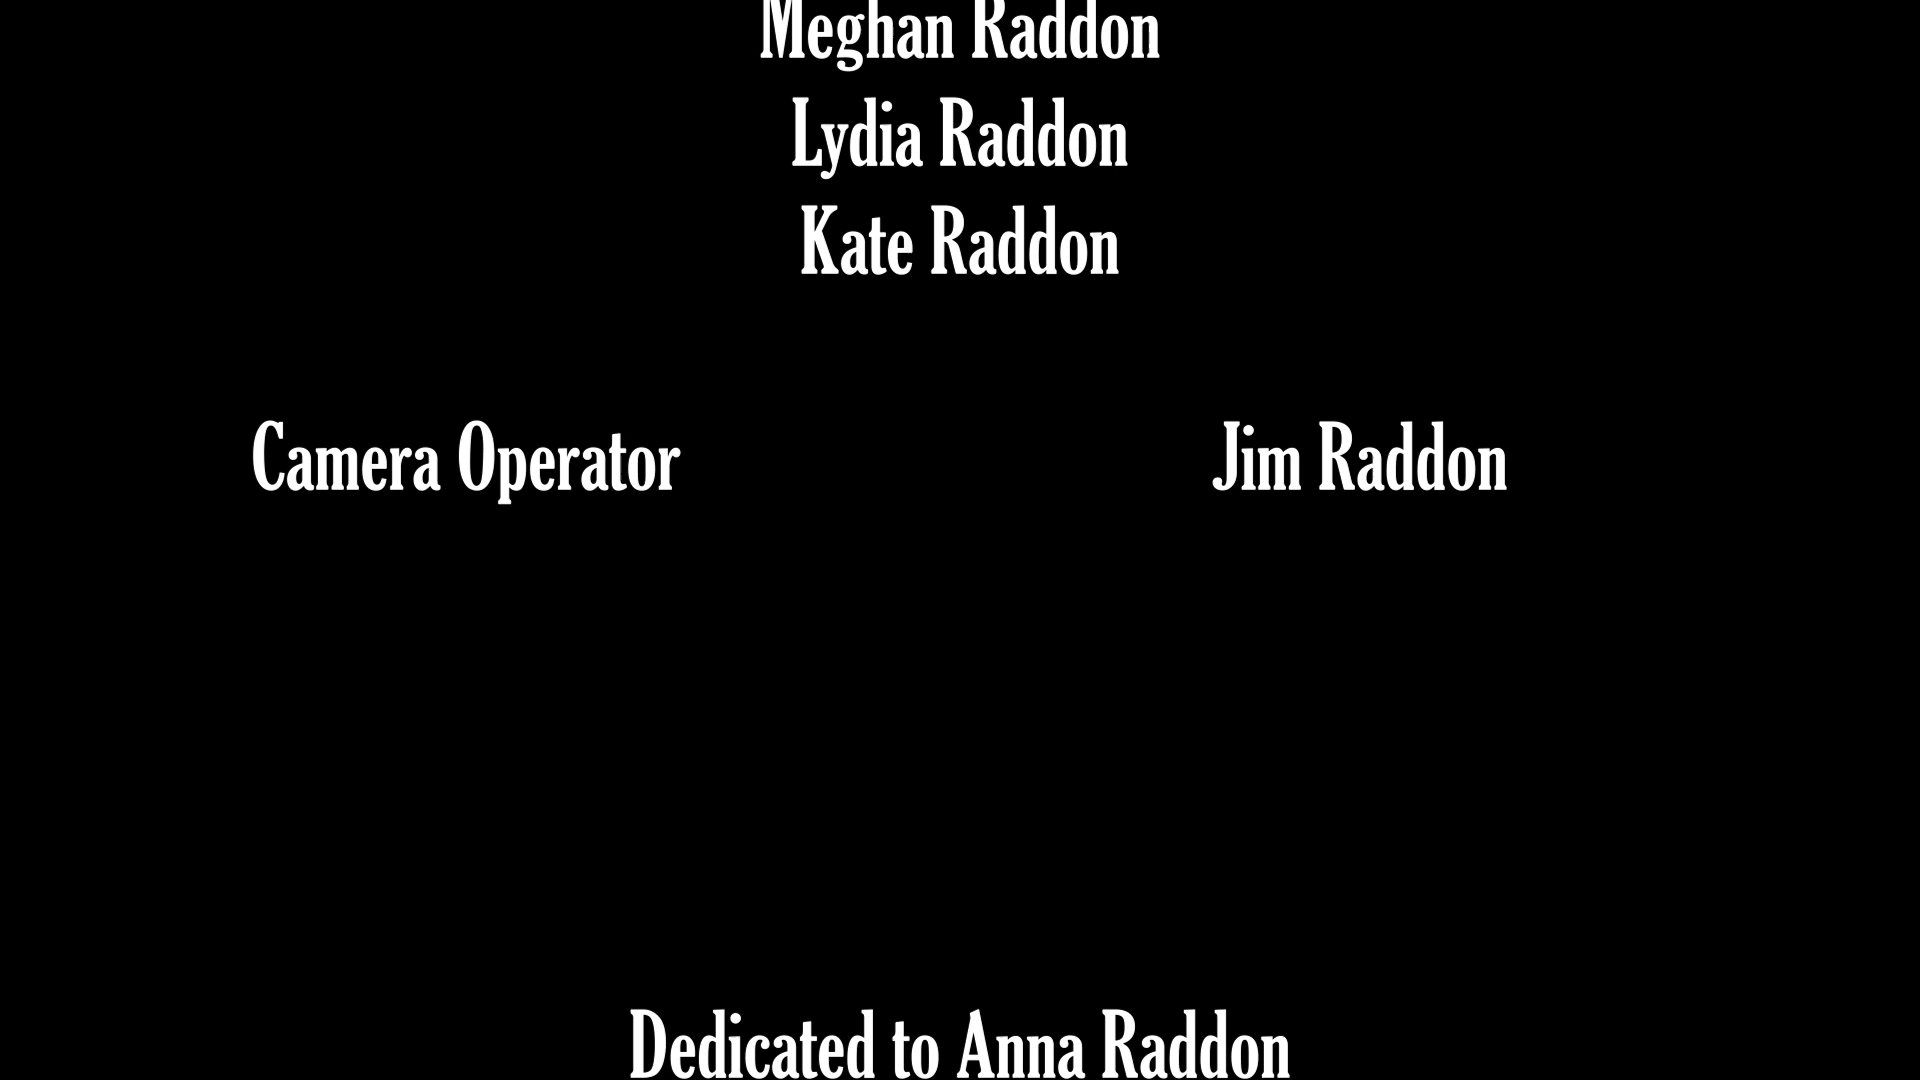 Meghan Raddon
Lydia Raddon
Kate Raddon
Camera Operator Jim Raddon
Dedicated to Anna Raddon